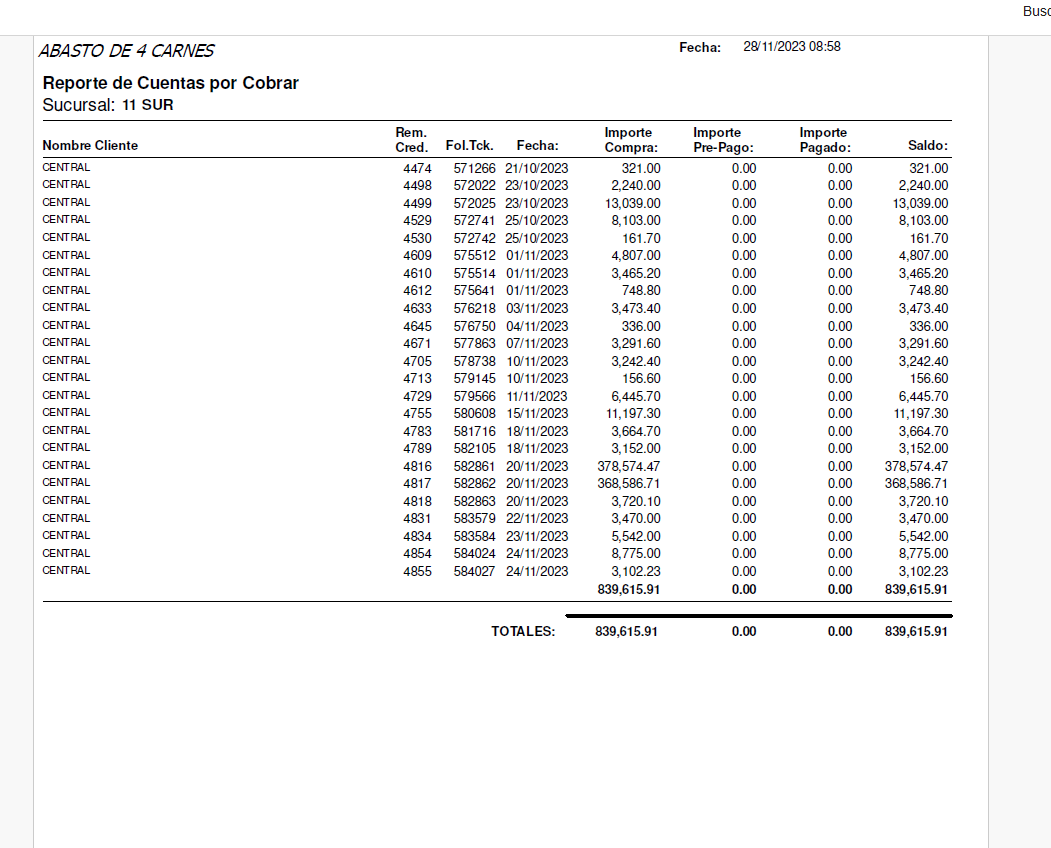 Busc
ABASTO DE 4 CARNES Fecha: 28/11/2023 08:58
Reporte de Cuentas por Cobrar
Sucursal: 11 SUR
Nombre Cliente Rem. Cred. Fol.Tck. Fecha: Importe Compra: Importe Pre-Pago: Importe Pagado: Saldo:
CENTRAL 4474 571266 21/10/2023 321.00 0.00 0.00 321.00
CENTRAL 4498 572022 23/10/2023 2,240.00 0.00 0.00 2,240.00
CENTRAL 4499 572025 23/10/2023 13,039.00 0.00 0.00 13,039.00
CENTRAL 4529 572741 25/10/2023 8,103.00 0.00 0.00 8,103.00
CENTRAL 4530 572742 25/10/2023 161.70 0.00 0.00 161.70
CENTRAL 4609 575512 01/11/2023 4,807.00 0.00 0.00 4,807.00
CENTRAL 4610 575514 01/11/2023 3,465.20 0.00 0.00 3,465.20
CENTRAL 4612 575641 01/11/2023 748.80 0.00 0.00 748.80
CENTRAL 4633 576218 03/11/2023 3,473.40 0.00 0.00 3,473.40
CENTRAL 4645 576750 04/11/2023 336.00 0.00 0.00 336.00
CENTRAL 4671 577863 07/11/2023 3,291.60 0.00 0.00 3,291.60
CENTRAL 4705 578738 10/11/2023 3,242.40 0.00 0.00 3,242.40
CENTRAL 4713 579145 10/11/2023 156.60 0.00 0.00 156.60
CENTRAL 4729 579566 11/11/2023 6,445.70 0.00 0.00 6,445.70
CENTRAL 4755 580608 15/11/2023 11,197.30 0.00 0.00 11,197.30
CENTRAL 4783 581716 18/11/2023 3,664.70 0.00 0.00 3,664.70
CENTRAL 4789 582105 18/11/2023 3,152.00 0.00 0.00 3,152.00
CENTRAL 4816 582861 20/11/2023 378,574.47 0.00 0.00 378,574.47
CENTRAL 4817 582862 20/11/2023 368,586.71 0.00 0.00 368,586.71
CENTRAL 4818 582863 20/11/2023 3,720.10 0.00 0.00 3,720.10
CENTRAL 4831 583579 22/11/2023 3,470.00 0.00 0.00 3,470.00
CENTRAL 4834 583584 23/11/2023 5,542.00 0.00 0.00 5,542.00
CENTRAL 4854 584024 24/11/2023 8,775.00 0.00 0.00 8,775.00
CENTRAL 4855 584027 24/11/2023 3,102.23 0.00 0.00 3,102.23
839,615.91 0.00 0.00 839,615.91
TOTALES: 839,615.91 0.00 0.00 839,615.91